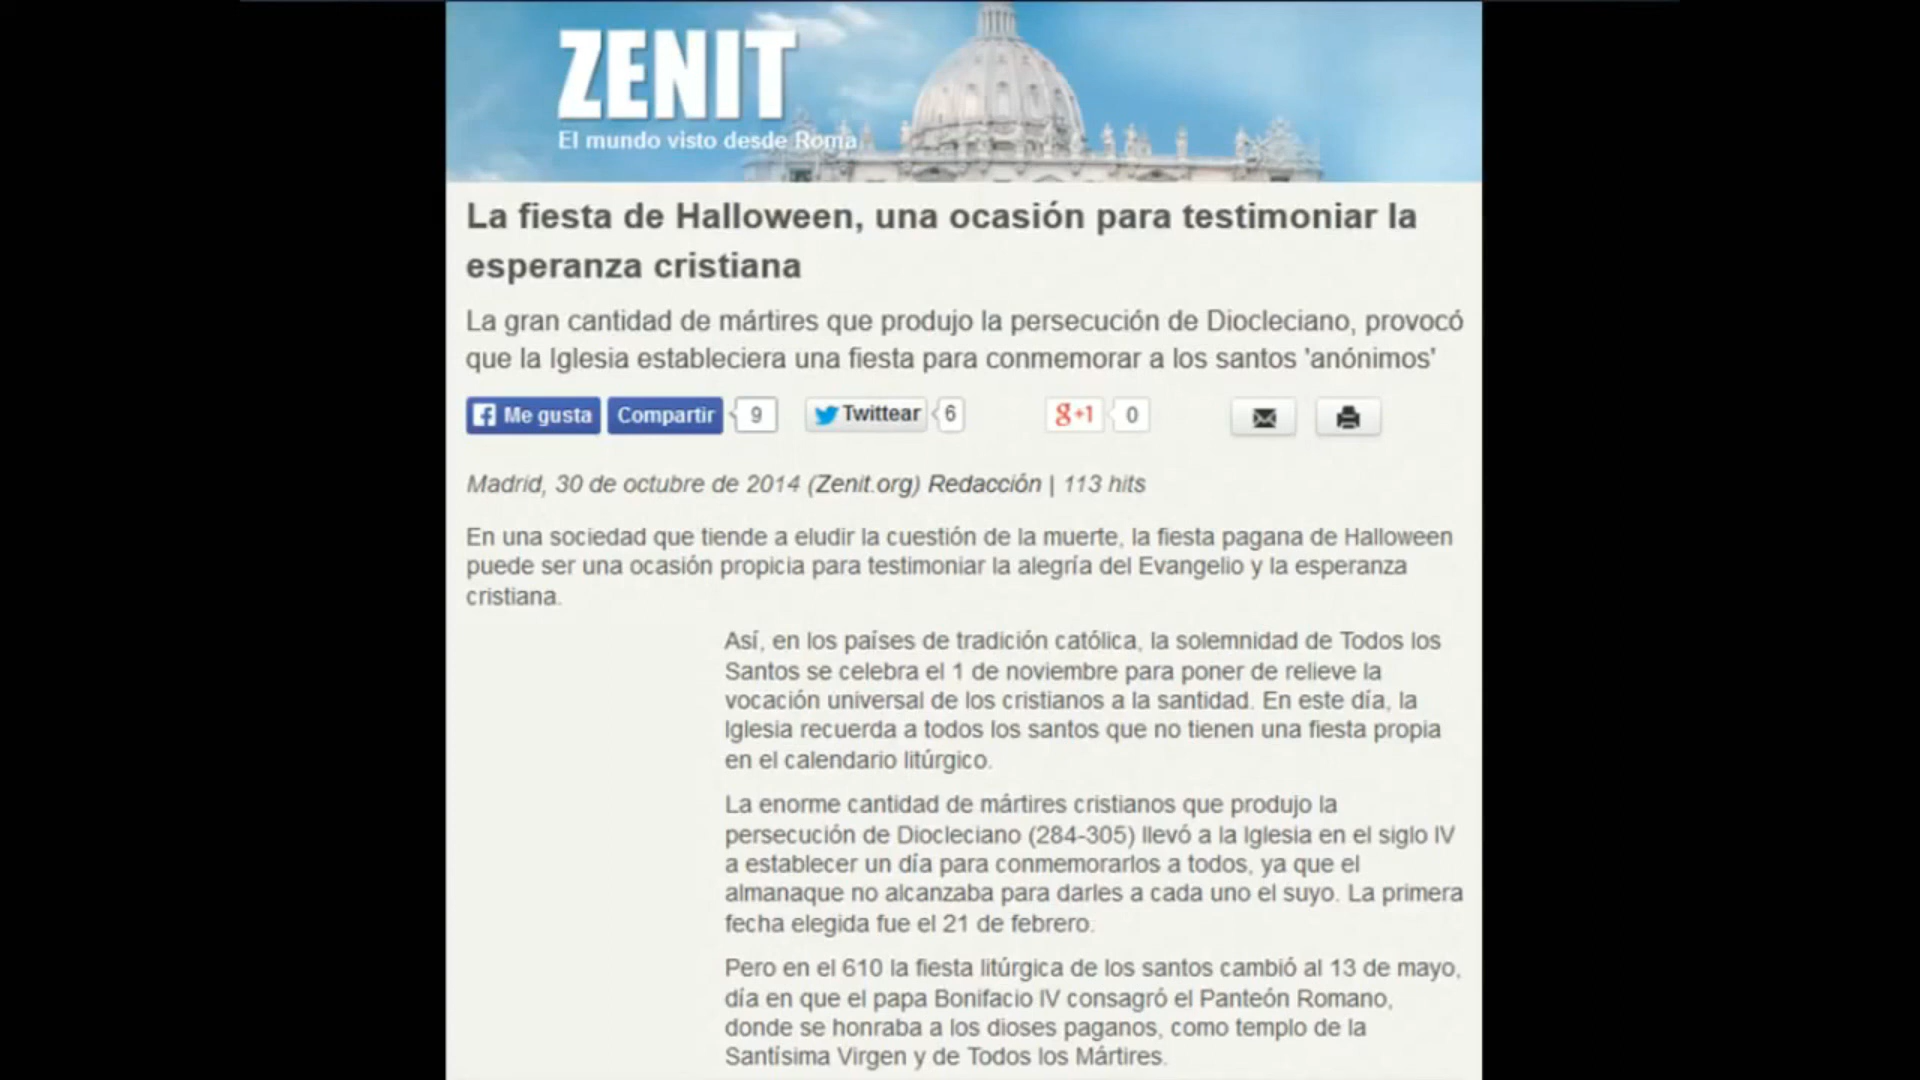 ZENIT
El mundo visto desde Roma
La fiesta de Halloween, una ocasión para testimoniar la
esperanza cristiana
La gran cantidad de mártires que produjo la persecución de Diocleciano, provocó
que la Iglesia estableciera una fiesta para conmemorar a los santos 'anónimos'
Me gusta Compartir 9 Twittear 6 g+1 0
Madrid, 30 de octubre de 2014 (Zenit.org) Redacción | 113 hits
En una sociedad que tiende a eludir la cuestión de la muerte, la fiesta pagana de Halloween
puede ser una ocasión propicia para testimoniar la alegría del Evangelio y la esperanza
cristiana.
Así, en los países de tradición católica, la solemnidad de Todos los
Santos se celebra el 1 de noviembre para poner de relieve la
vocación universal de los cristianos a la santidad. En este día, la
Iglesia recuerda a todos los santos que no tienen una fiesta propia
en el calendario litúrgico.
La enorme cantidad de mártires cristianos que produjo la
persecución de Diocleciano (284-305) llevó a la Iglesia en el siglo IV
a establecer un día para conmemorarlos a todos, ya que el
almanaque no alcanzaba para darles a cada uno el suyo. La primera
fecha elegida fue el 21 de febrero.
Pero en el 610 la fiesta litúrgica de los santos cambió al 13 de mayo,
día en que el papa Bonifacio IV consagró el Panteón Romano,
donde se honraba a los dioses paganos, como templo de la
Santísima Virgen y de Todos los Mártires.